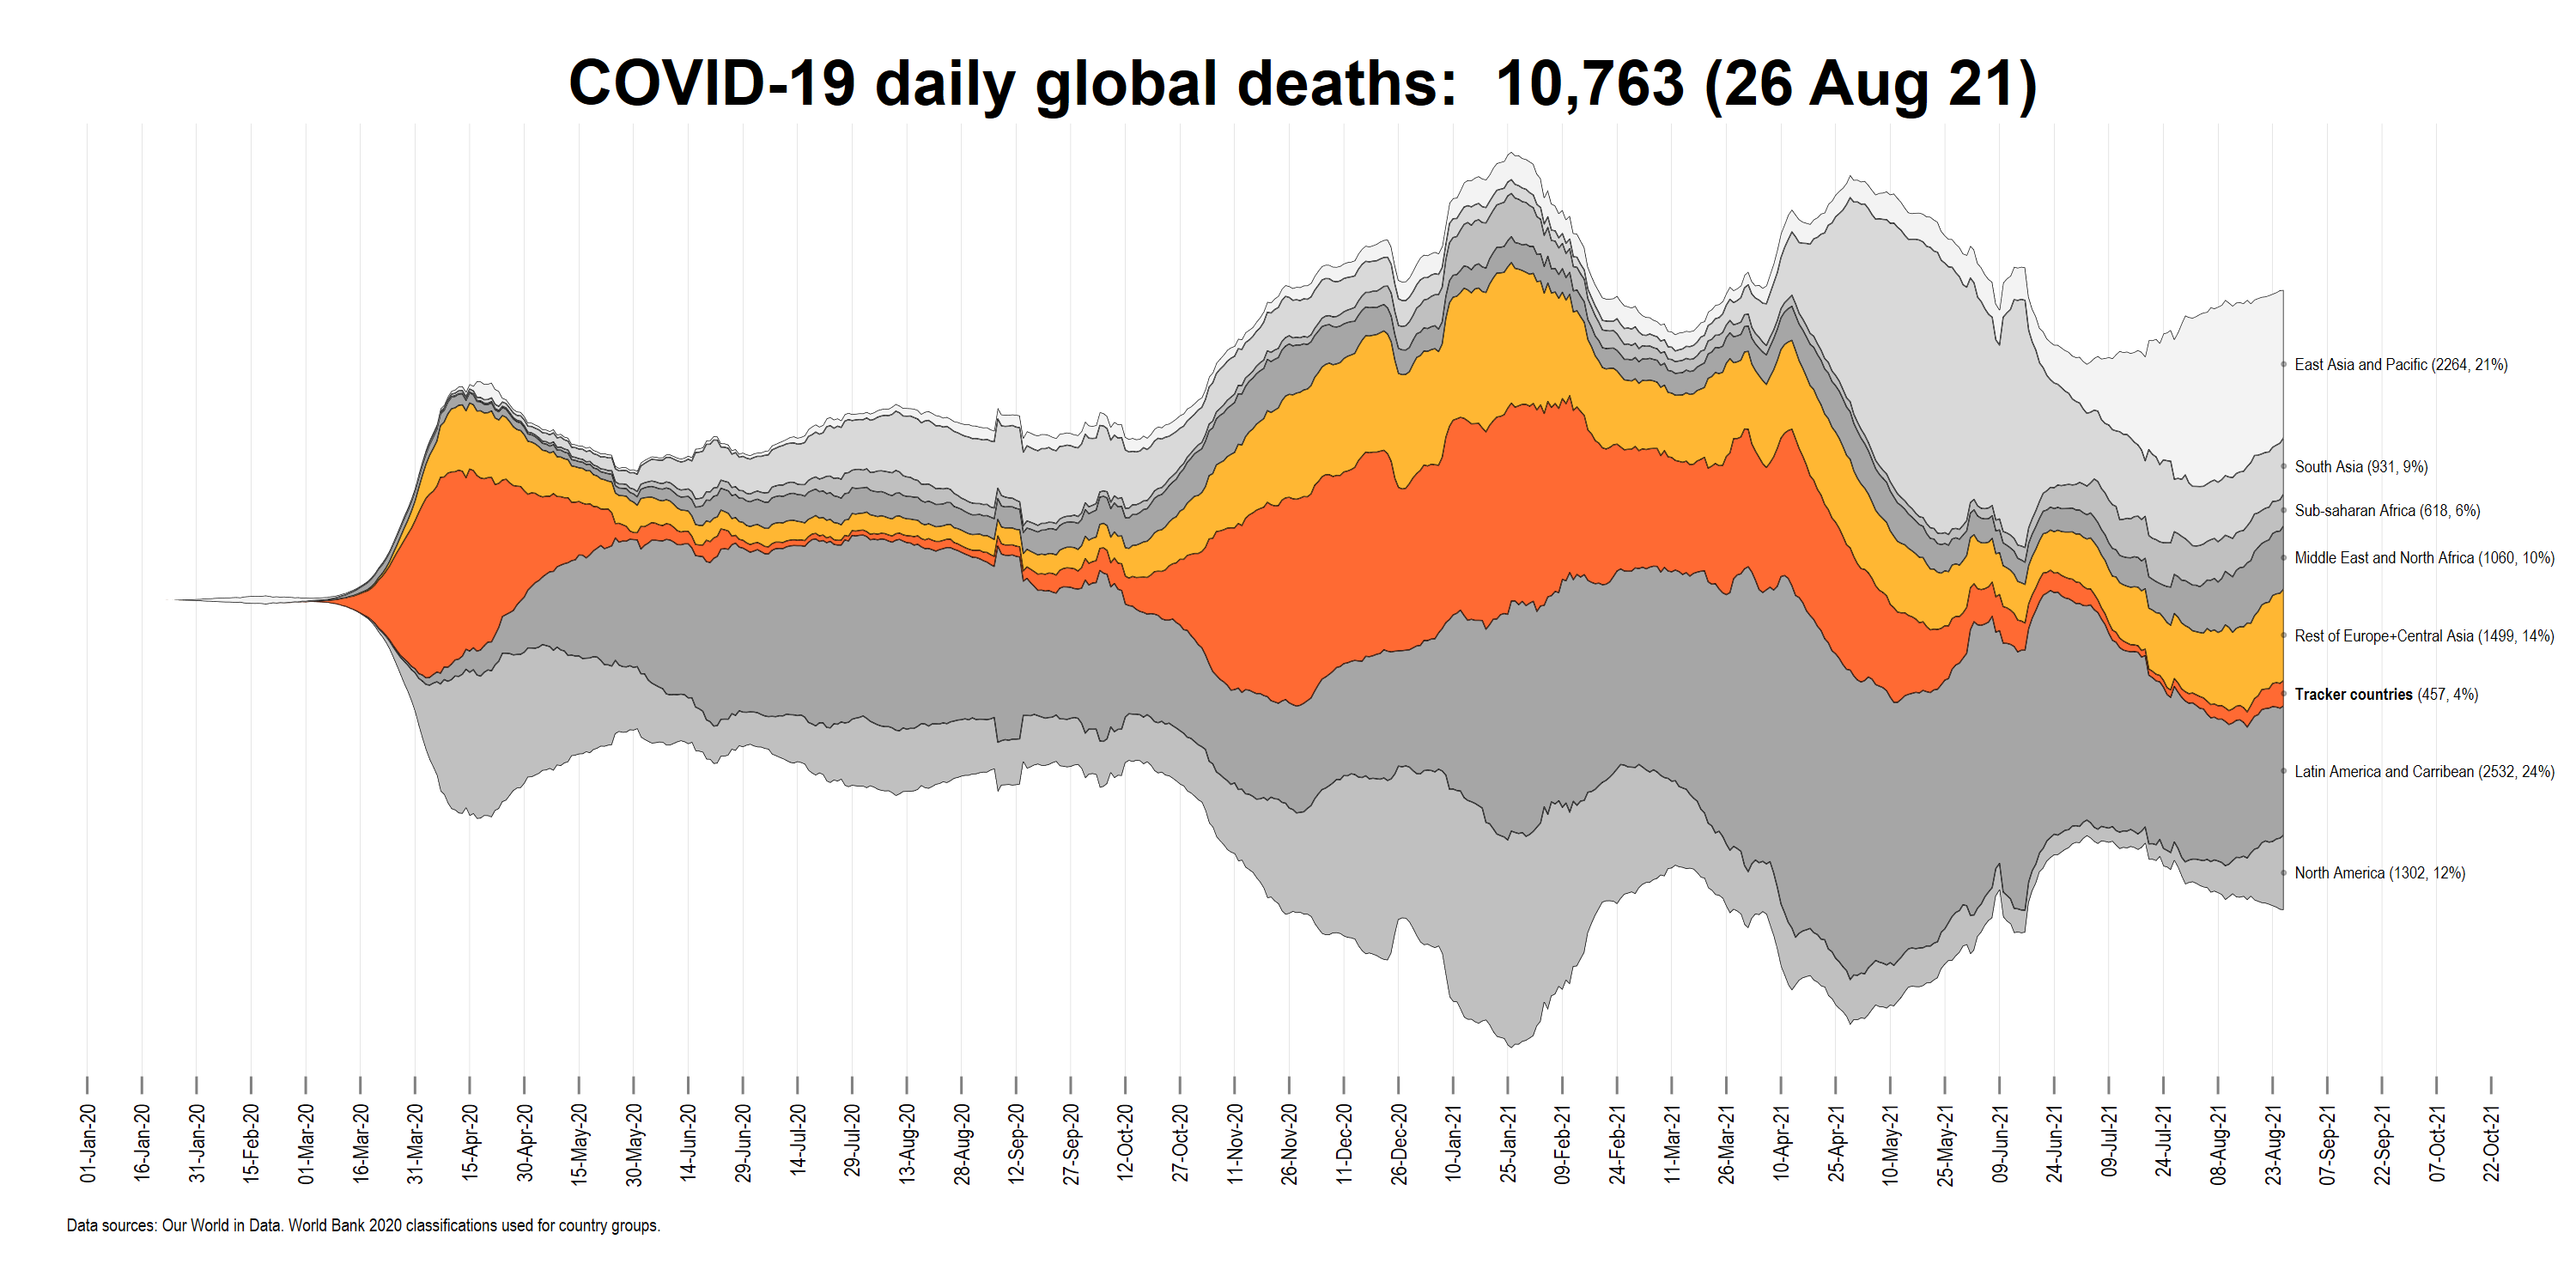 COVID-19 daily global deaths:  10,763 (26 Aug 21)
East Asia and Pacific (2264, 21%)
South Asia (931, 9%)
Sub-saharan Africa (618, 6%)
Middle East and North Africa (1060, 10%)
Rest of Europe+Central Asia (1499, 14%)
Tracker countries (457, 4%)
Latin America and Carribean (2532, 24%)
North America (1302, 12%)
01-Jan-20
16-Jan-20
31-Jan-20
15-Feb-20
01-Mar-20
16-Mar-20
31-Mar-20
15-Apr-20
30-Apr-20
15-May-20
30-May-20
14-Jun-20
29-Jun-20
14-Jul-20
29-Jul-20
13-Aug-20
28-Aug-20
12-Sep-20
27-Sep-20
12-Oct-20
27-Oct-20
11-Nov-20
26-Nov-20
11-Dec-20
26-Dec-20
10-Jan-21
25-Jan-21
09-Feb-21
24-Feb-21
11-Mar-21
26-Mar-21
10-Apr-21
25-Apr-21
10-May-21
25-May-21
09-Jun-21
24-Jun-21
09-Jul-21
24-Jul-21
08-Aug-21
23-Aug-21
07-Sep-21
22-Sep-21
07-Oct-21
22-Oct-21
Data sources: Our World in Data. World Bank 2020 classifications used for country groups.